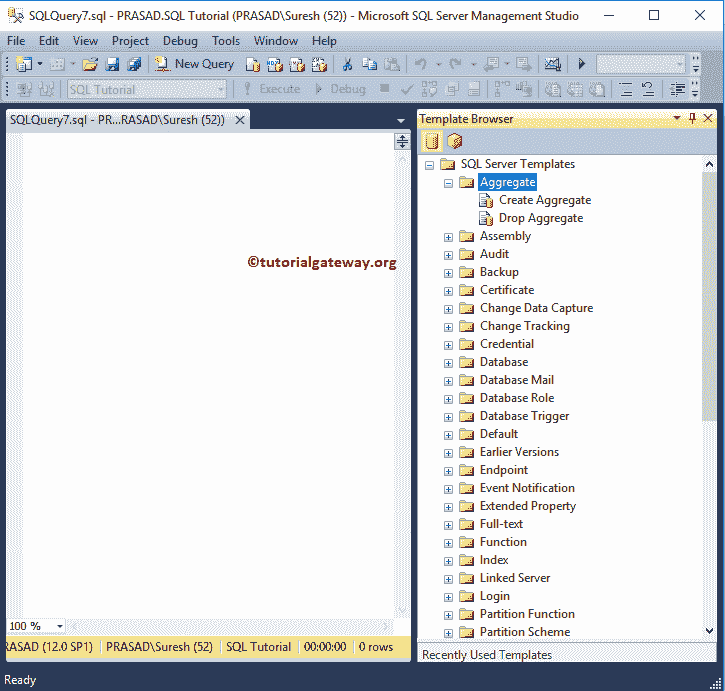 SQLQuery7.sql - PRASAD.SQL Tutorial (PRASAD\Suresh (52)) - Microsoft SQL Server Management Studio
File Edit View Project Debug Tools Window Help
New Query
SQL Tutorial Execute Debug
SQLQuery7.sql - PR...RASAD\Suresh (52))
©tutorialgateway.org
100 %
RASAD (12.0 SP1) PRASAD\Suresh (52) SQL Tutorial 00:00:00 0 rows
Template Browser
SQL Server Templates
Aggregate
Create Aggregate
Drop Aggregate
Assembly
Audit
Backup
Certificate
Change Data Capture
Change Tracking
Credential
Database
Database Mail
Database Role
Database Trigger
Default
Earlier Versions
Endpoint
Event Notification
Extended Property
Full-text
Function
Index
Linked Server
Login
Partition Function
Partition Scheme
Recently Used Templates
Ready